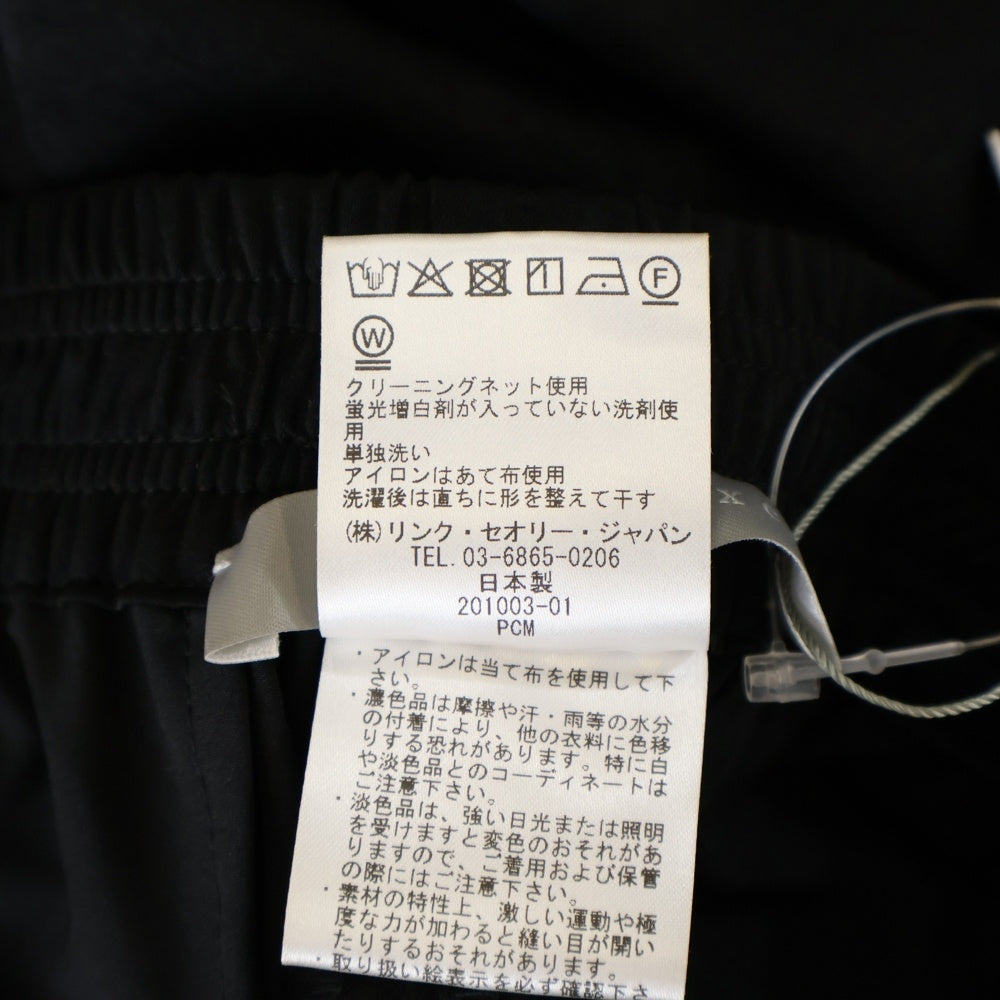 F
W
クリーニングネット使用
蛍光増白剤が入っていない洗剤使
用
単独洗い
アイロンはあて布使用
洗濯後は直ちに形を整えて干す
(株)リンク・セオリー・ジャパン
TEL.03-6865-0206
日本製
201003-01
PCM
・アイロンは当て布を使用して下
さい。
・濃色品は摩擦や汗・雨等の水分
の付着により、他の衣料に色移
りする恐れがあります。特に白
や淡色品とのコーディネートは
ご注意下さい。
・淡色品は、強い日光または照明
を受けますと変色のおそれがあ
りますので、ご着用および保管
の際にはご注意下さい。
・素材の特性上、激しい運動や極
度な力が加わると縫い目が開い
たりするおそれがあります。
・取り扱い絵表示を必ず確認下さ